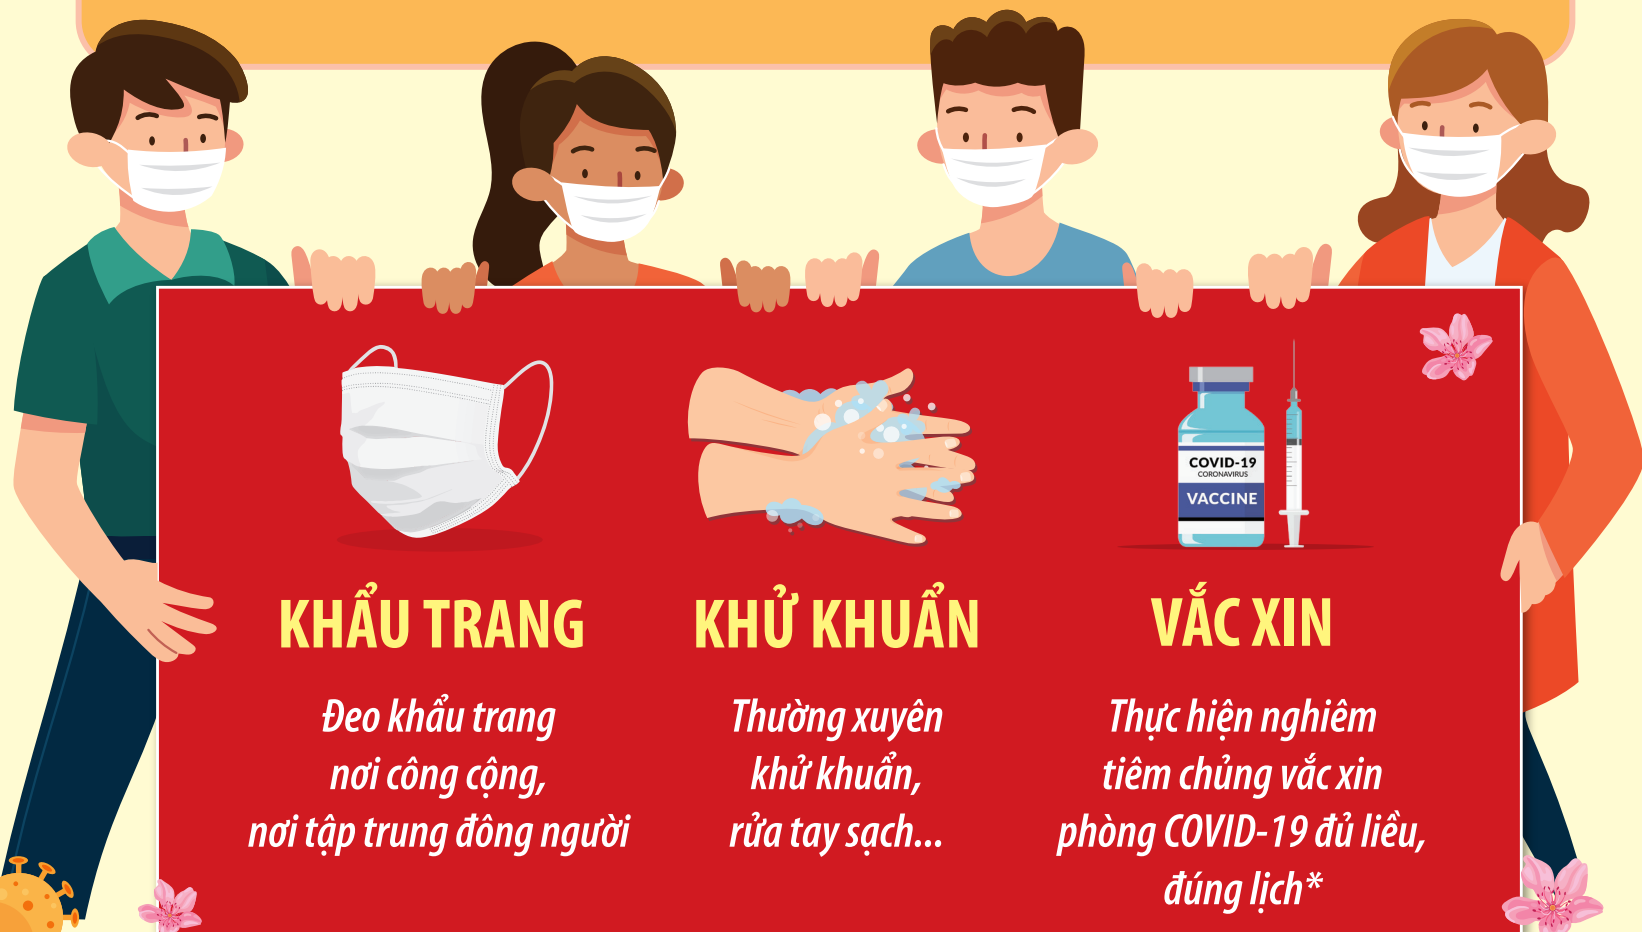 COVID-19
CORONAVIRUS
VACCINE
KHẨU TRANG
Đeo khẩu trang
nơi công cộng,
nơi tập trung đông người
KHỬ KHUẨN
Thường xuyên
khử khuẩn,
rửa tay sạch...
VẮC XIN
Thực hiện nghiêm
tiêm chủng vắc xin
phòng COVID-19 đủ liều,
đúng lịch*